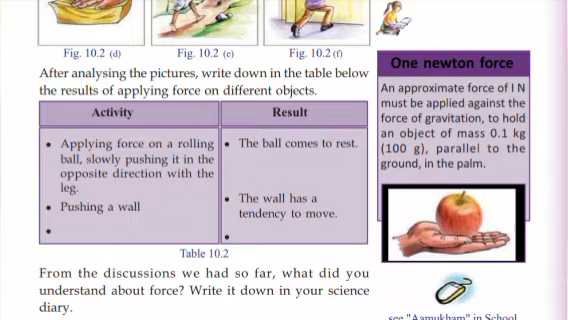 Fig. 10.2 (d)
Fig. 10.2 (e)
Fig. 10.2 (f)
After analysing the pictures, write down in the table below
the results of applying force on different objects.
Activity
Result
• Applying force on a rolling
ball, slowly pushing it in the
opposite direction with the
leg.
• The ball comes to rest.
• Pushing a wall
• The wall has a
tendency to move.
•
•
Table 10.2
From the discussions we had so far, what did you
understand about force? Write it down in your science
diary.
One newton force
An approximate force of I N
must be applied against the
force of gravitation, to hold
an object of mass 0.1 kg
(100 g), parallel to the
ground, in the palm.
see "Aamukham" in School